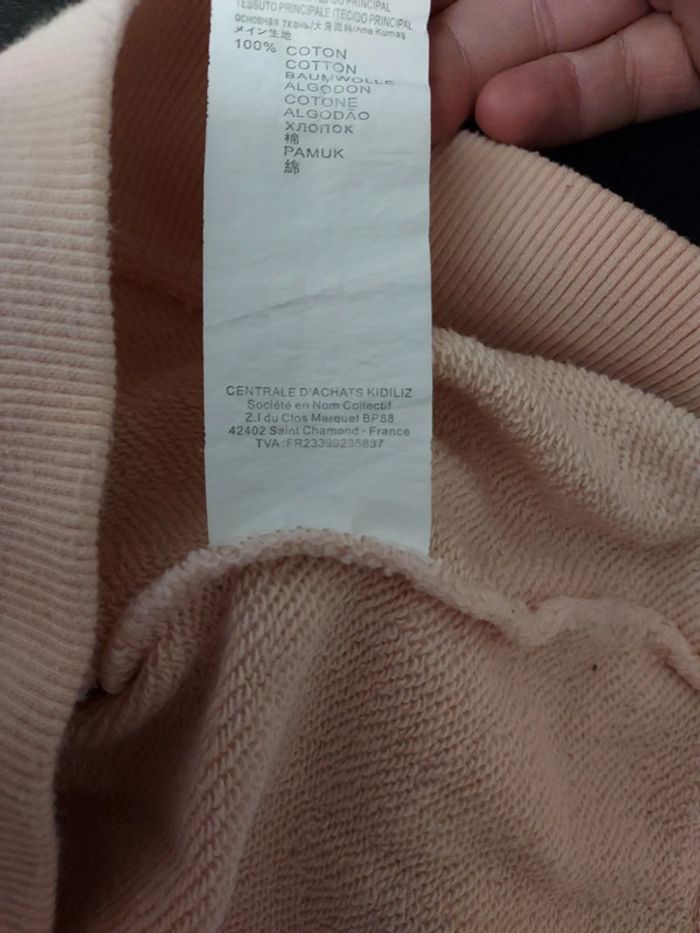 PRINCIPAL
TESSUTO PRINCIPALE/TECIDO PRINCIPAL
основная ткань/大身面料/Ana Kumaş
メイン生地
100% COTON
COTTON
BAUMWOLLE
ALGODON
COTONE
ALGODÃO
ХЛОПОК
棉
PAMUK
綿
CENTRALE D'ACHATS KIDILIZ
Société en Nom Collectif
Z.I du Clos Marquet BP58
42402 Saint Chamond - France
TVA:FR23399235837